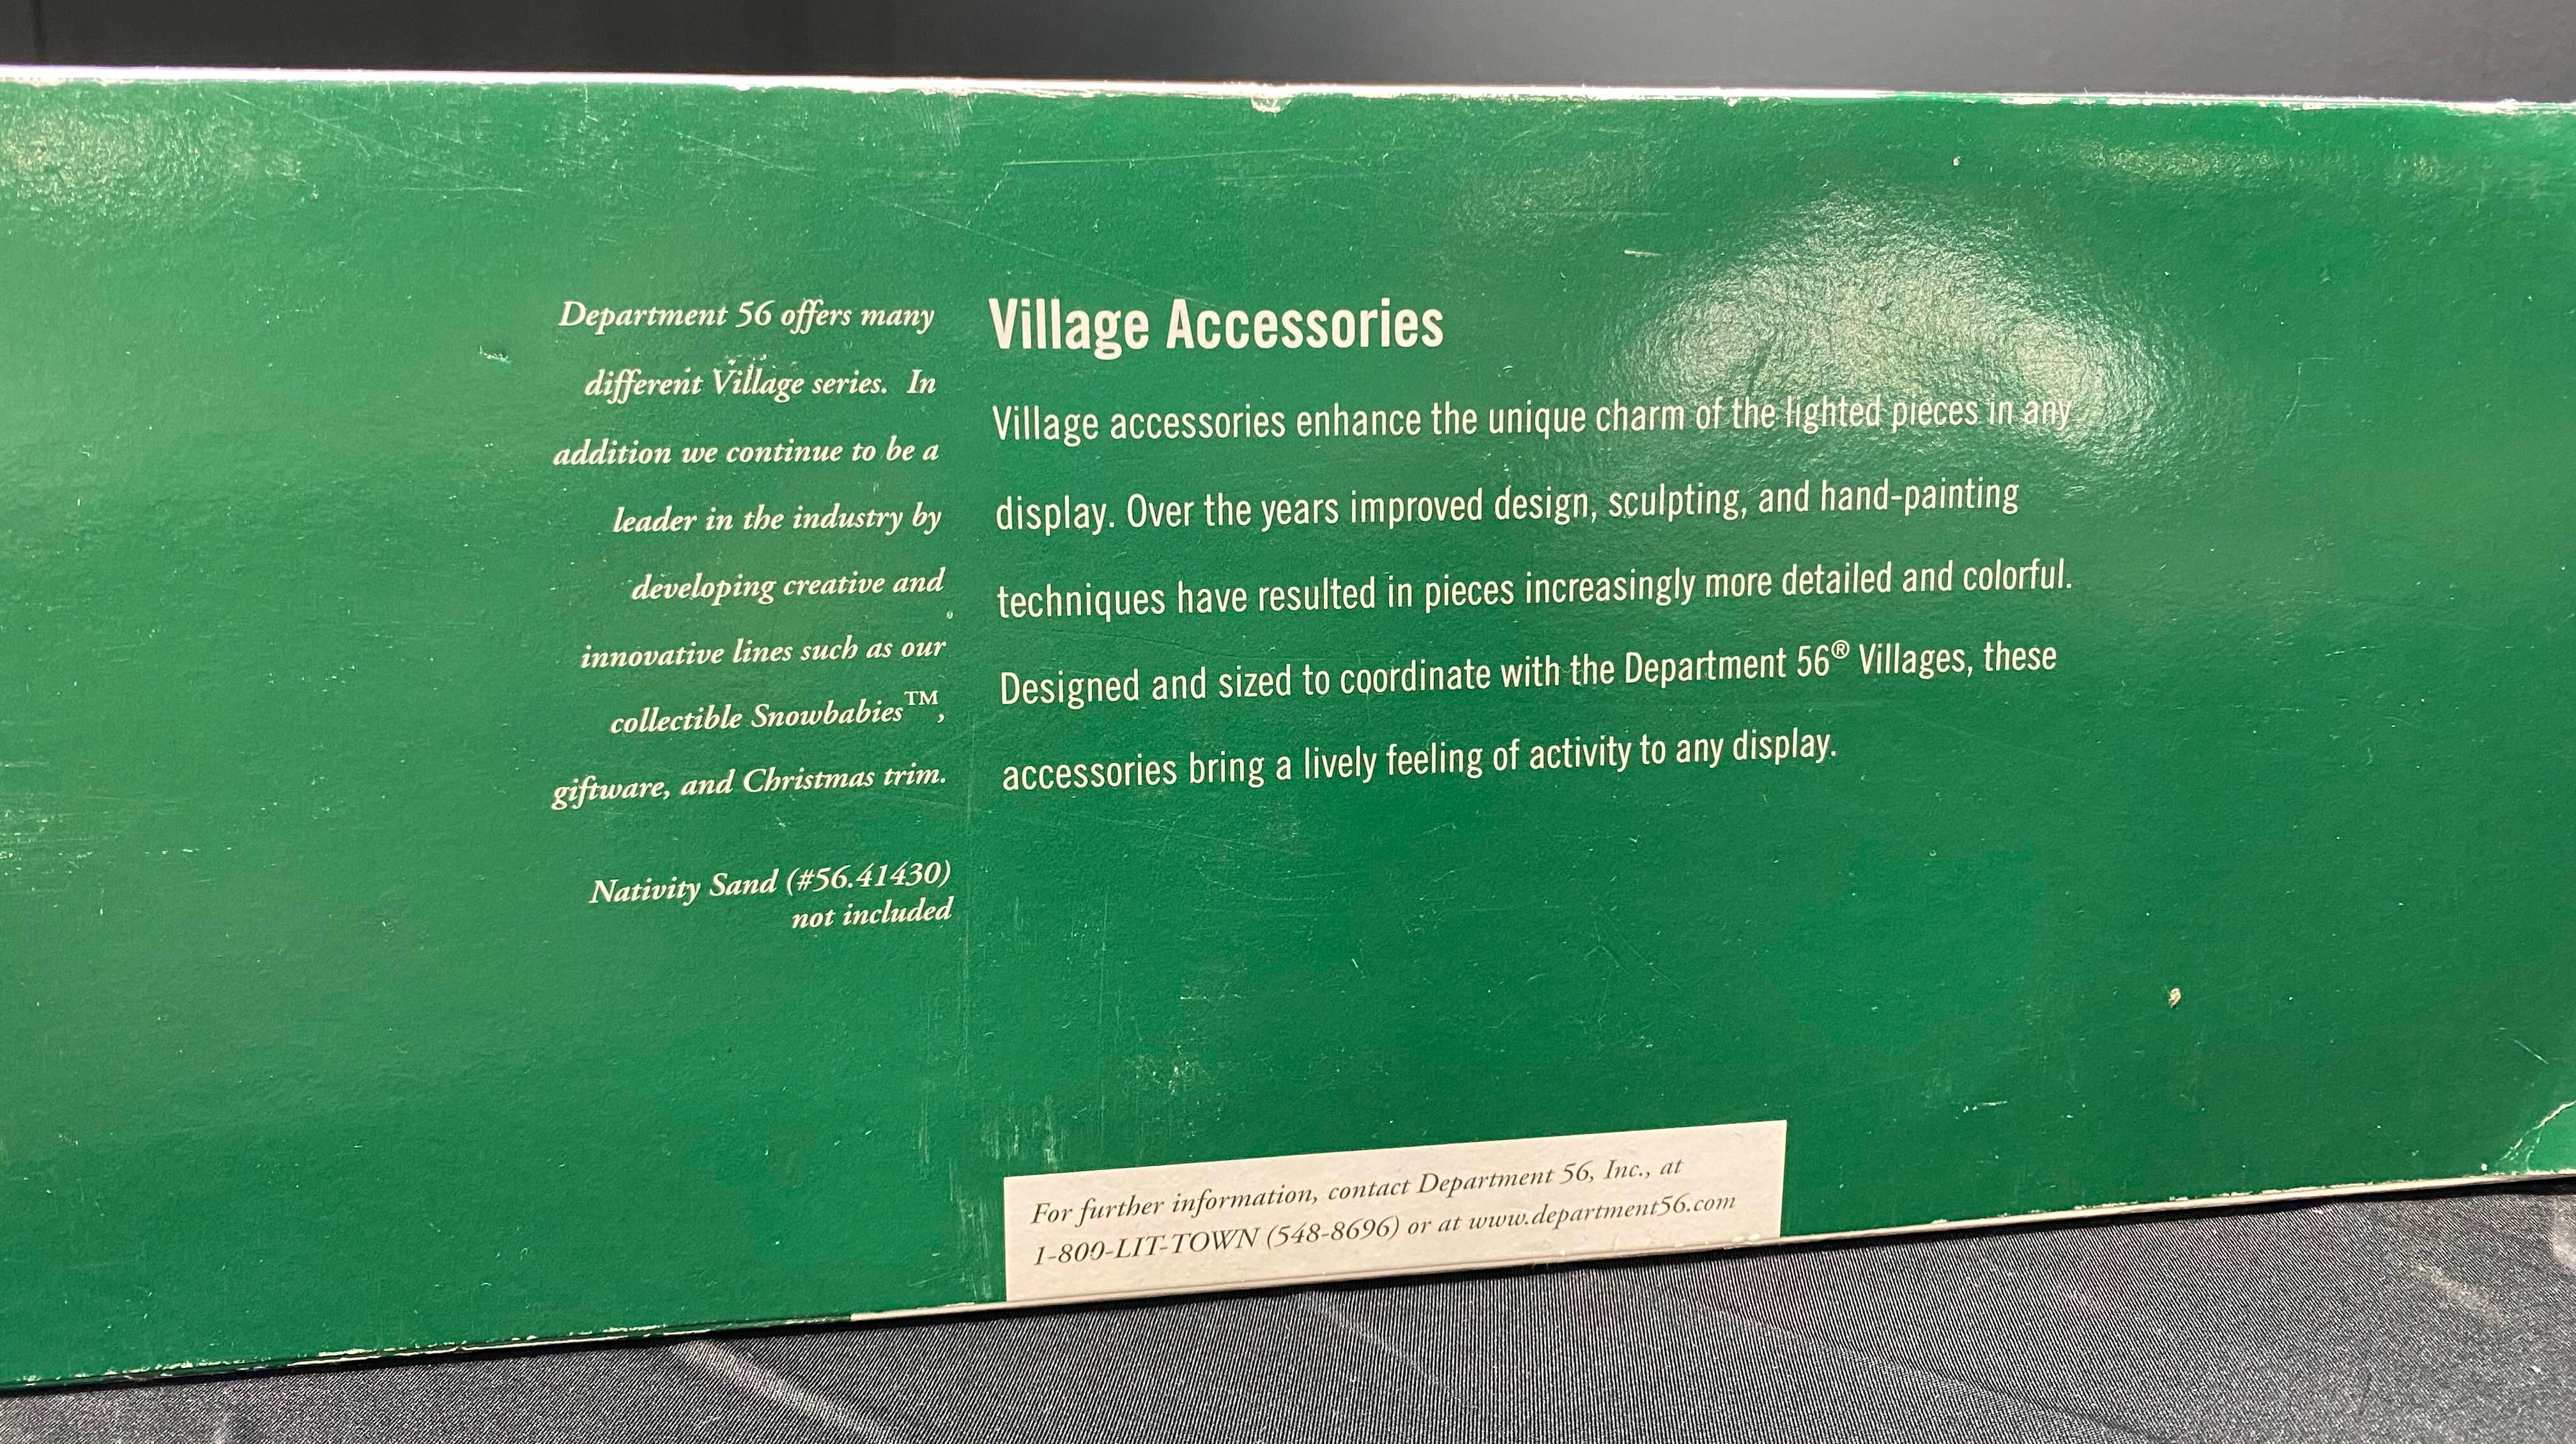 Department 56 offers many
different Village series. In
addition we continue to be a
leader in the industry by
developing creative and
innovative lines such as our
collectible Snowbabies™,
giftware, and Christmas trim.
Nativity Sand (#56.41430)
not included
Village Accessories
Village accessories enhance the unique charm of the lighted pieces in any
display. Over the years improved design, sculpting, and hand-painting
techniques have resulted in pieces increasingly more detailed and colorful.
Designed and sized to coordinate with the Department 56® Villages, these
accessories bring a lively feeling of activity to any display.
For further information, contact Department 56, Inc., at
1-800-LIT-TOWN (548-8696) or at www.department56.com